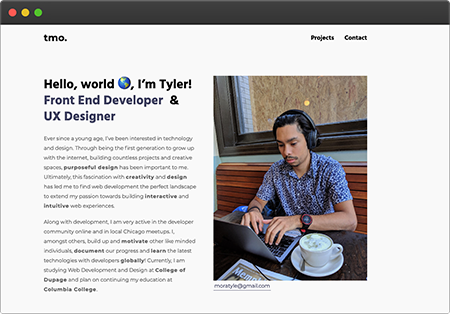 tmo.
Projects Contact
Hello, world 🌎, I'm Tyler!
Front End Developer &
UX Designer
Ever since a young age, I've been interested in technology
and design. Through being the first generation to grow up
with the internet, building countless projects and creative
spaces, purposeful design has been important to me.
Ultimately, this fascination with creativity and design
has led me to find web development the perfect landscape
to extend my passion towards building interactive and
intuitive web experiences.
Along with development, I am very active in the developer
community online and in local Chicago meetups. I,
amongst others, build up and motivate other like minded
individuals, document our progress and learn the latest
technologies with developers globally! Currently, I am
studying Web Development and Design at College of
Dupage and plan on continuing my education at
Columbia College.
moratyle@gmail.com